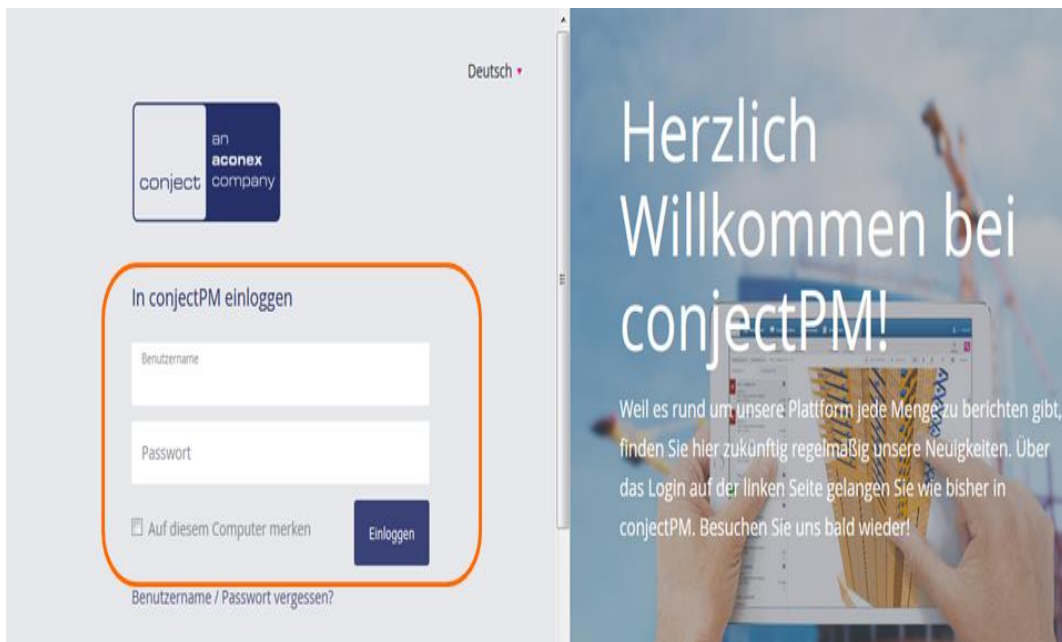 Deutsch
conject
an
aconex
company
In conjectPM einloggen
Benutzername
Passwort
Auf diesem Computer merken
Einloggen
Benutzername / Passwort vergessen?
Herzlich
Willkommen bei
conjectPM!
Weil es rund um unsere Plattform jede Menge zu berichten gibt,
finden Sie hier zukünftig regelmäßig unsere Neuigkeiten. Über
das Login auf der linken Seite gelangen Sie wie bisher in
conjectPM. Besuchen Sie uns bald wieder!